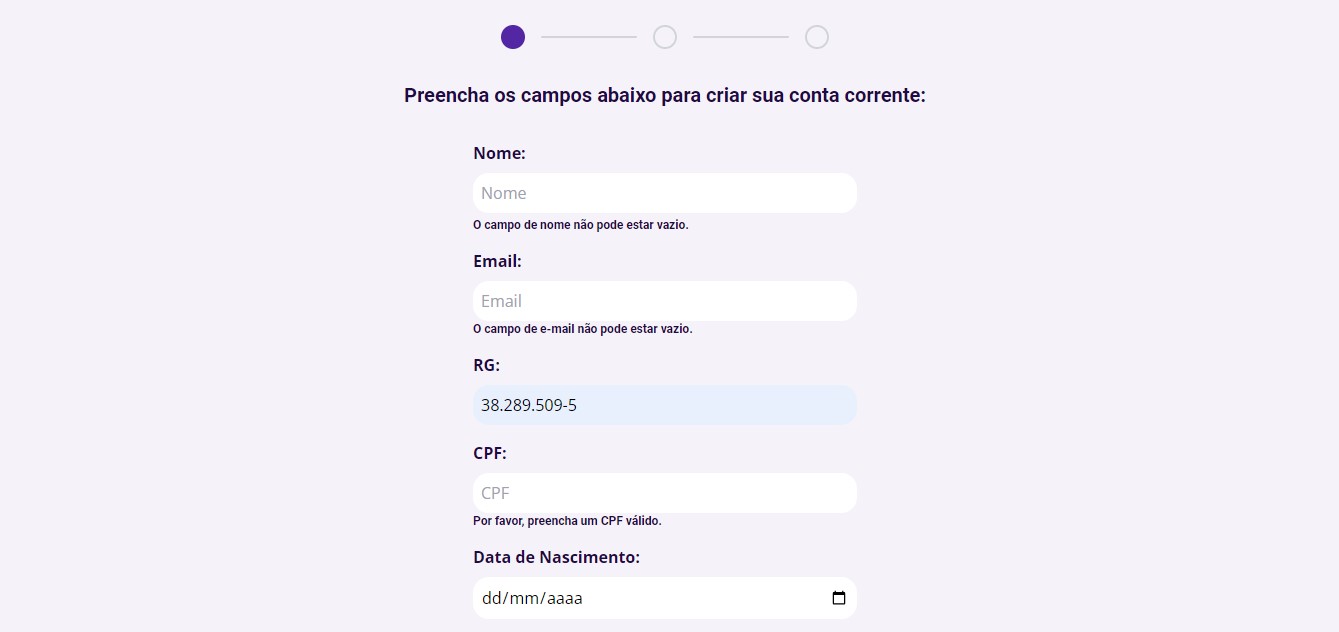 Preencha os campos abaixo para criar sua conta corrente:
Nome:
Nome
O campo de nome não pode estar vazio.
Email:
Email
O campo de e-mail não pode estar vazio.
RG:
38.289.509-5
CPF:
CPF
Por favor, preencha um CPF válido.
Data de Nascimento:
dd/mm/aaaa